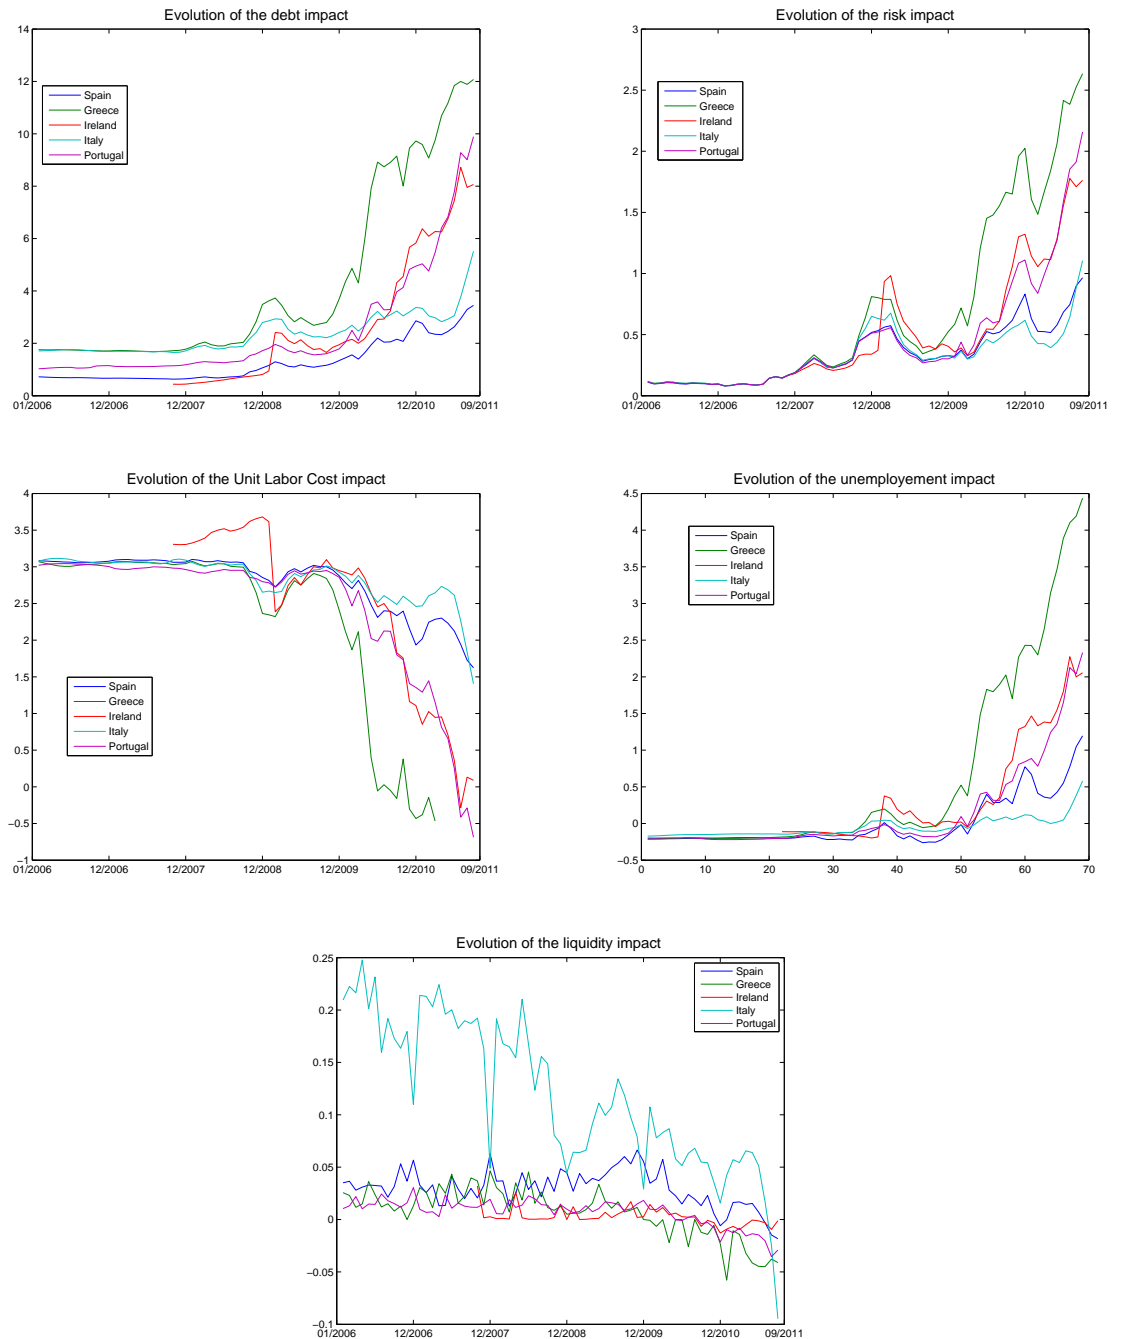 Evolution of the debt impact
14
12
10
8
6
4
2
0
01/2006 12/2006 12/2007 12/2008 12/2009 12/2010 09/2011
Spain
Greece
Ireland
Italy
Portugal
Evolution of the risk impact
3
2.5
2
1.5
1
0.5
0
01/2006 12/2006 12/2007 12/2008 12/2009 12/2010 09/2011
Spain
Greece
Ireland
Italy
Portugal
Evolution of the Unit Labor Cost impact
4
3.5
3
2.5
2
1.5
1
0.5
0
−0.5
−1
01/2006 12/2006 12/2007 12/2008 12/2009 12/2010 09/2011
Spain
Greece
Ireland
Italy
Portugal
Evolution of the unemployement impact
4.5
4
3.5
3
2.5
2
1.5
1
0.5
0
−0.5
0 10 20 30 40 50 60 70
Spain
Greece
Ireland
Italy
Portugal
Evolution of the liquidity impact
0.25
0.2
0.15
0.1
0.05
0
−0.05
−0.1
01/2006 12/2006 12/2007 12/2008 12/2009 12/2010 09/2011
Spain
Greece
Ireland
Italy
Portugal